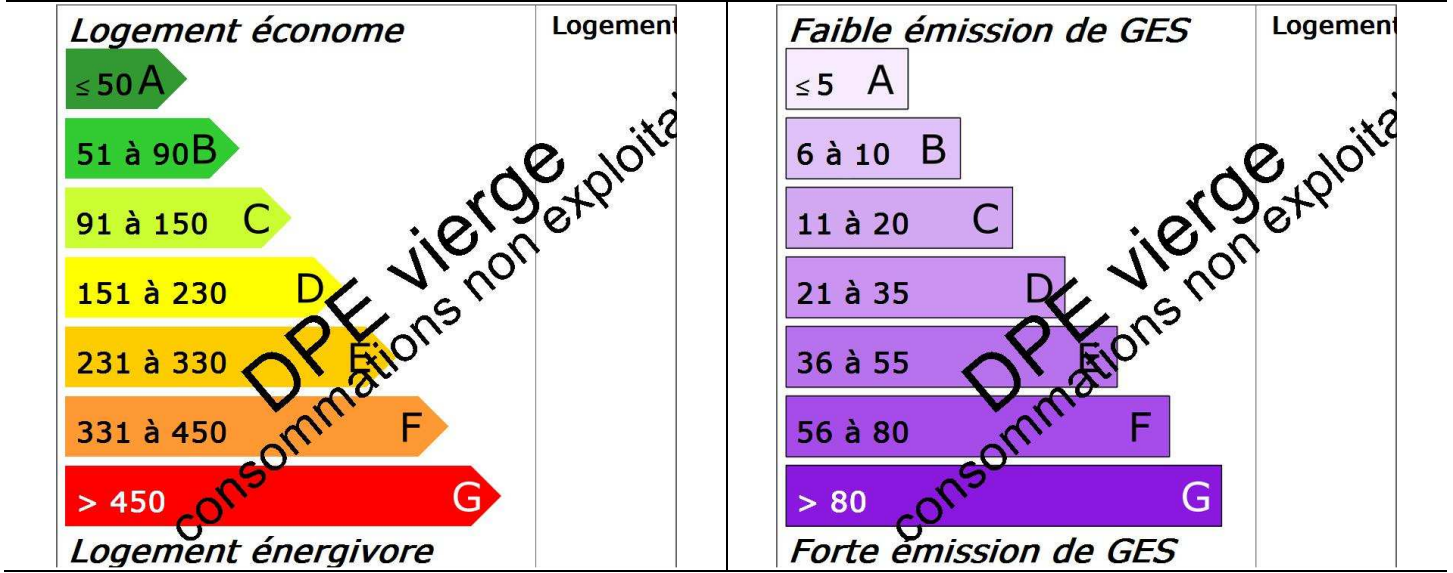 Logement économe
Logement
≤ 50 A
51 à 90 B
91 à 150 C
151 à 230 D
231 à 330 E
331 à 450 F
> 450 G
Logement énergivore
DPE vierge
consommations non exploita
Faible émission de GES
Logement
≤ 5 A
6 à 10 B
11 à 20 C
21 à 35 D
36 à 55 E
56 à 80 F
> 80 G
Forte émission de GES
DPE vierge
consommations non exploita